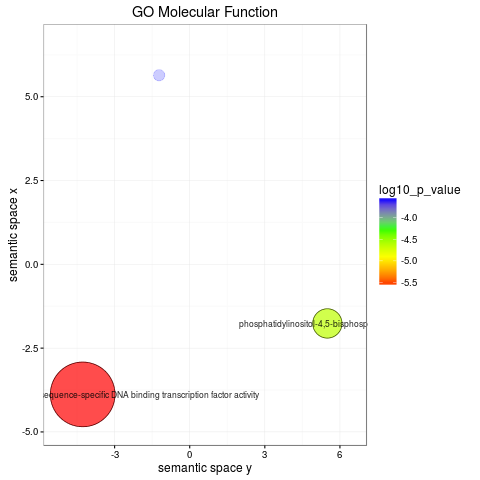 GO Molecular Function
semantic space x
5.0
2.5
0.0
-2.5
-5.0
phosphatidylinositol-4,5-bisphosp
equence-specific DNA binding transcription factor activity
-3
0
3
6
semantic space y
log10_p_value
-4.0
-4.5
-5.0
-5.5